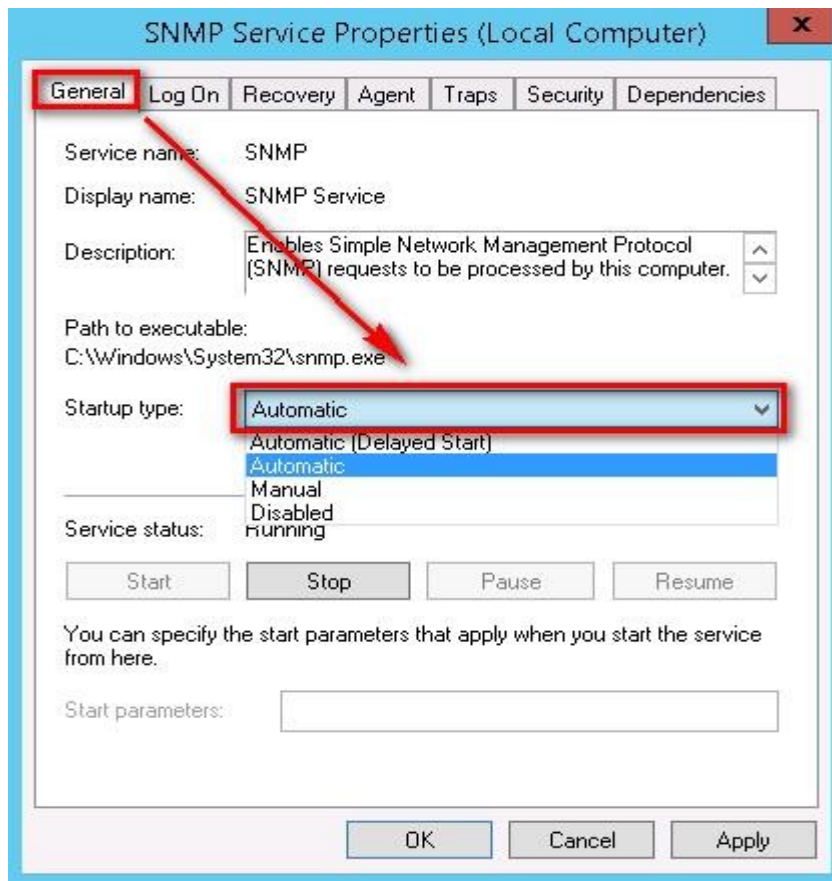 SNMP Service Properties (Local Computer)
x
General Log On Recovery Agent Traps Security Dependencies
Service name: SNMP
Display name: SNMP Service
Description: Enables Simple Network Management Protocol
(SNMP) requests to be processed by this computer.
Path to executable:
C:\Windows\System32\snmp.exe
Startup type: Automatic
Automatic (Delayed Start)
Automatic
Manual
Disabled
Service status: Running
Start Stop Pause Resume
You can specify the start parameters that apply when you start the service
from here.
Start parameters:
OK Cancel Apply